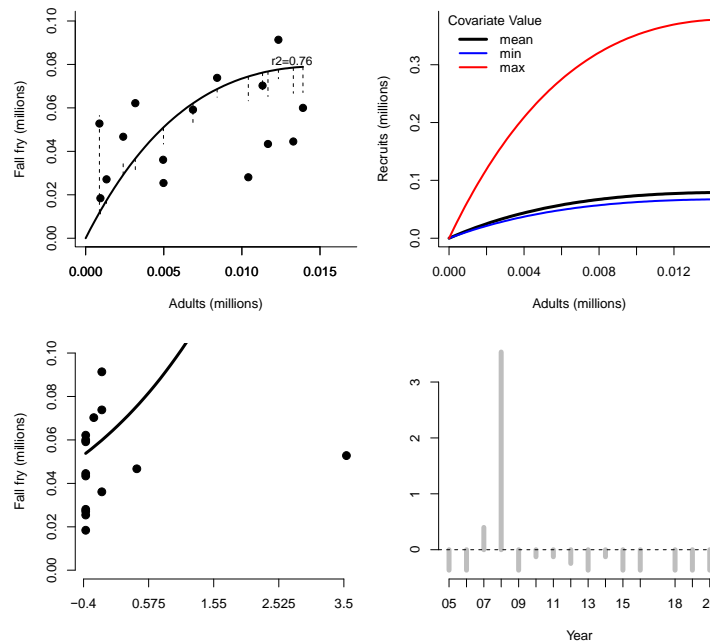 0.10
0.08
0.06
0.04
0.02
0.00
Fall fry (millions)
r2=0.76
0.000 0.005 0.010 0.015
Adults (millions)
Covariate Value
mean
min
max
0.3
0.1
0.0
Recruits (millions)
0.000 0.004 0.008 0.012
Adults (millions)
0.10
0.08
0.06
0.04
0.02
0.00
Fall fry (millions)
−0.4 0.575 1.55 2.525 3.5
3
2
1
0
05 07 09 11 13 15 18
Year